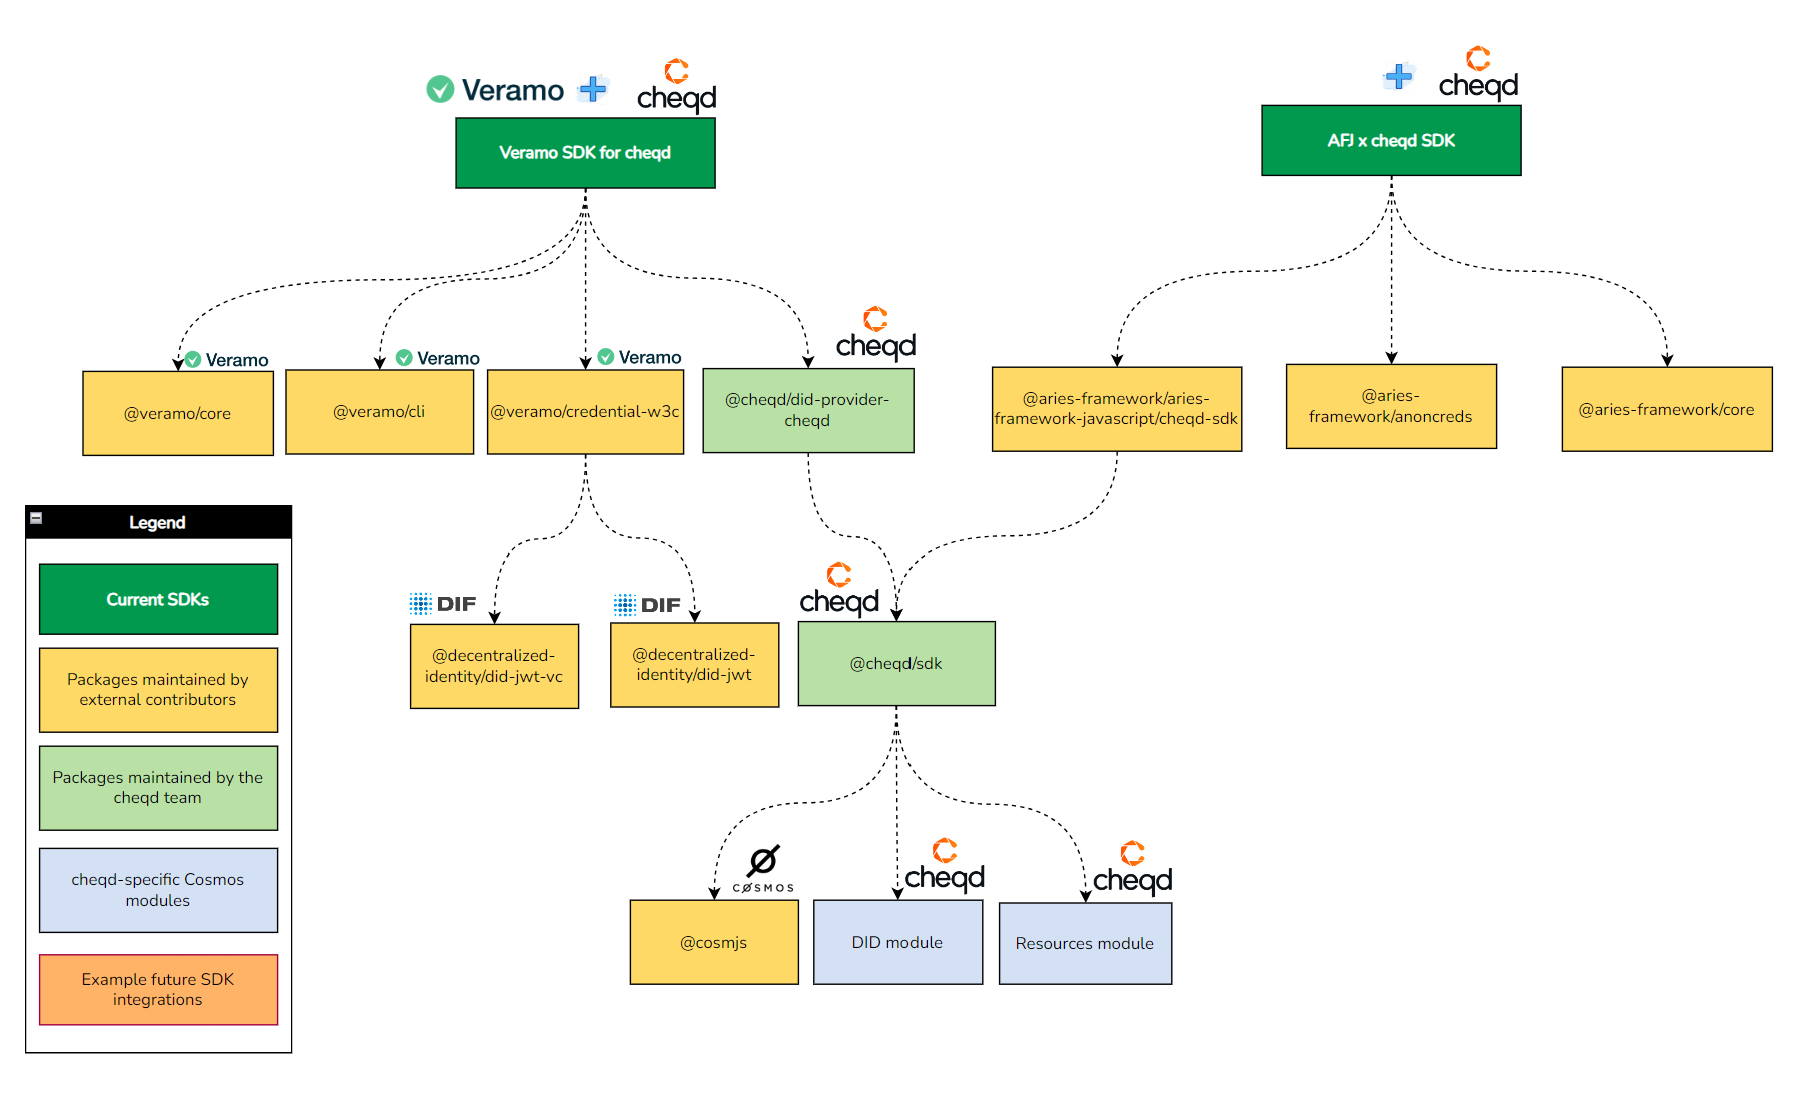 Veramo
cheqd
cheqd
Veramo SDK for cheqd
AFJ x cheqd SDK
cheqd
Veramo
Veramo
Veramo
@veramo/core
@veramo/cli
@veramo/credential-w3c
@cheqd/did-provider-
cheqd
@aries-framework/aries-
framework-javascript/cheqd-sdk
@aries-
framework/anoncreds
@aries-framework/core
Legend
Current SDKs
Packages maintained by
external contributors
Packages maintained by the
cheqd team
cheqd-specific Cosmos
modules
Example future SDK
integrations
DIF
DIF
cheqd
@decentralized-
identity/did-jwt-vc
@decentralized-
identity/did-jwt
@cheqd/sdk
COSMOS
cheqd
cheqd
@cosmjs
DID module
Resources module